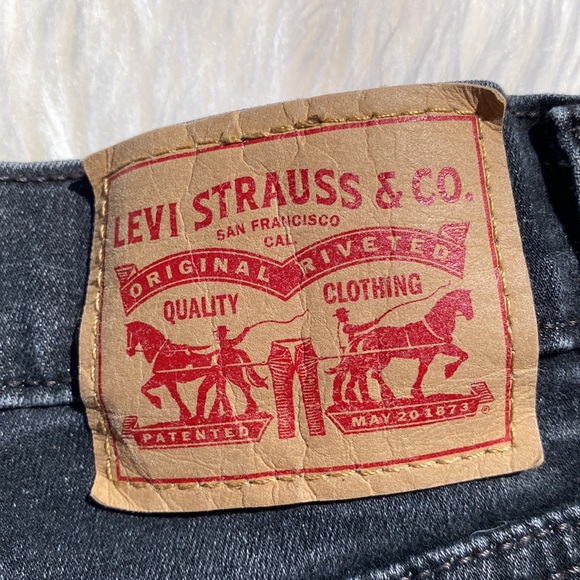 LEVI STRAUSS & CO.
SAN FRANCISCO
CAL.
ORIGINAL RIVETED
QUALITY CLOTHING
PATENTED MAY 20 1873 ®